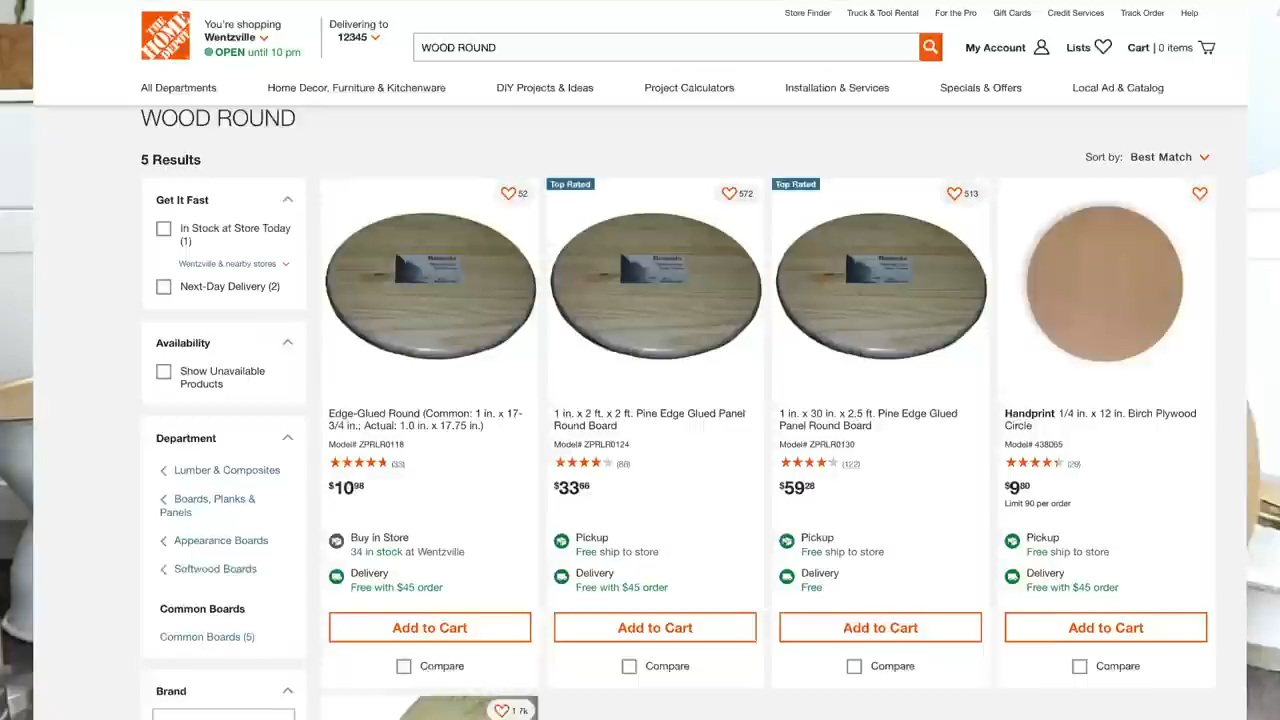 Store Finder
Truck & Tool Rental
For the Pro
Gift Cards
Credit Services
Track Order
Help
THE HOME DEPOT
You're shopping
Wentzville
OPEN until 10 pm
Delivering to
12345
WOOD ROUND
My Account
Lists
Cart | 0 items
All Departments
Home Decor, Furniture & Kitchenware
DIY Projects & Ideas
Project Calculators
Installation & Services
Specials & Offers
Local Ad & Catalog
WOOD ROUND
5 Results
Sort by: Best Match
Get It Fast
In Stock at Store Today
(1)
Wentzville & nearby stores
Next-Day Delivery (2)
Availability
Show Unavailable
Products
Department
Lumber & Composites
Boards, Planks &
Panels
Appearance Boards
Softwood Boards
Common Boards
Common Boards (5)
Brand
52
Edge-Glued Round (Common: 1 in. x 17-
3/4 in.; Actual: 1.0 in. x 17.75 in.)
Model# ZPRLR0118
(33)
$1098
Buy in Store
34 in stock at Wentzville
Delivery
Free with $45 order
Add to Cart
Compare
Top Rated
572
1 in. x 2 ft. x 2 ft. Pine Edge Glued Panel
Round Board
Model# ZPRLR0124
$3366
Pickup
Free ship to store
Delivery
Free with $45 order
Add to Cart
Compare
Top Rated
513
1 in. x 30 in. x 2.5 ft. Pine Edge Glued
Panel Round Board
Model# ZPRLR0130
(122)
$5928
Pickup
Free ship to store
Delivery
Free
Add to Cart
Compare
Handprint 1/4 in. x 12 in. Birch Plywood
Circle
Model# 438065
(29)
$980
Limit 90 per order
Pickup
Free ship to store
Delivery
Free with $45 order
Add to Cart
Compare
1.7k